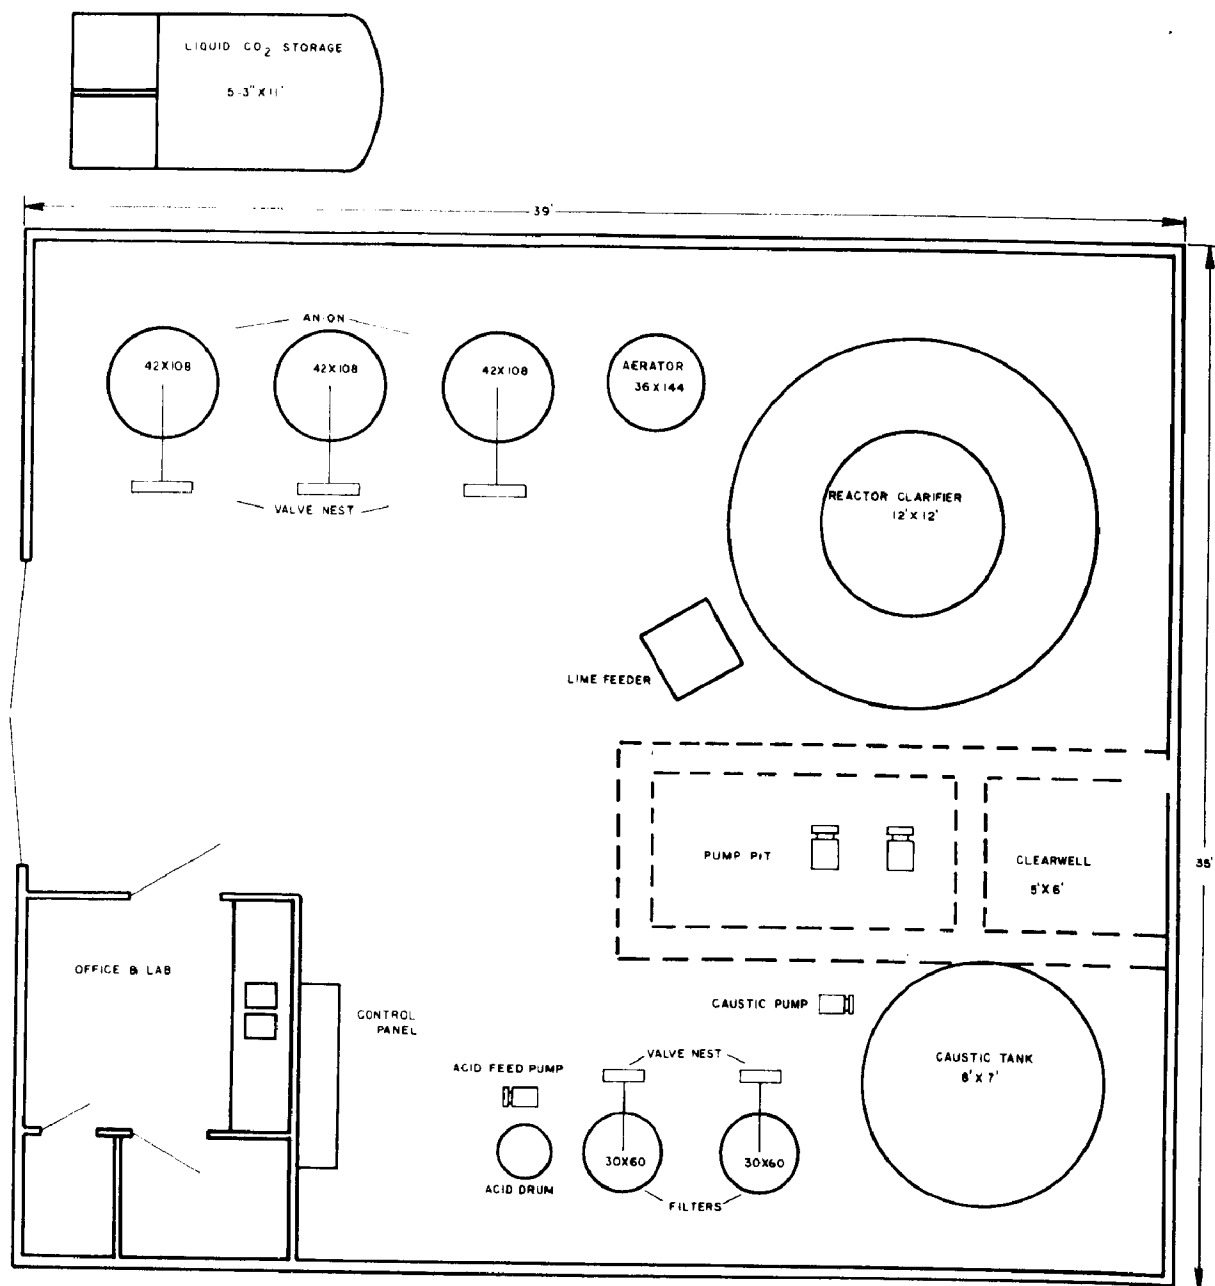 LIQUID CO2 STORAGE
5-3" X 11'
39'
AN·ON
42X108
42X108
42X108
AERATOR
36 X 144
REACTOR CLARIFIER
12' X 12'
VALVE NEST
LIME FEEDER
PUMP PIT
CLEARWELL
5' X 6'
35'
OFFICE & LAB
CONTROL
PANEL
CAUSTIC PUMP
CAUSTIC TANK
8' X 7'
VALVE NEST
ACID FEED PUMP
30X60
30X60
ACID DRUM
FILTERS